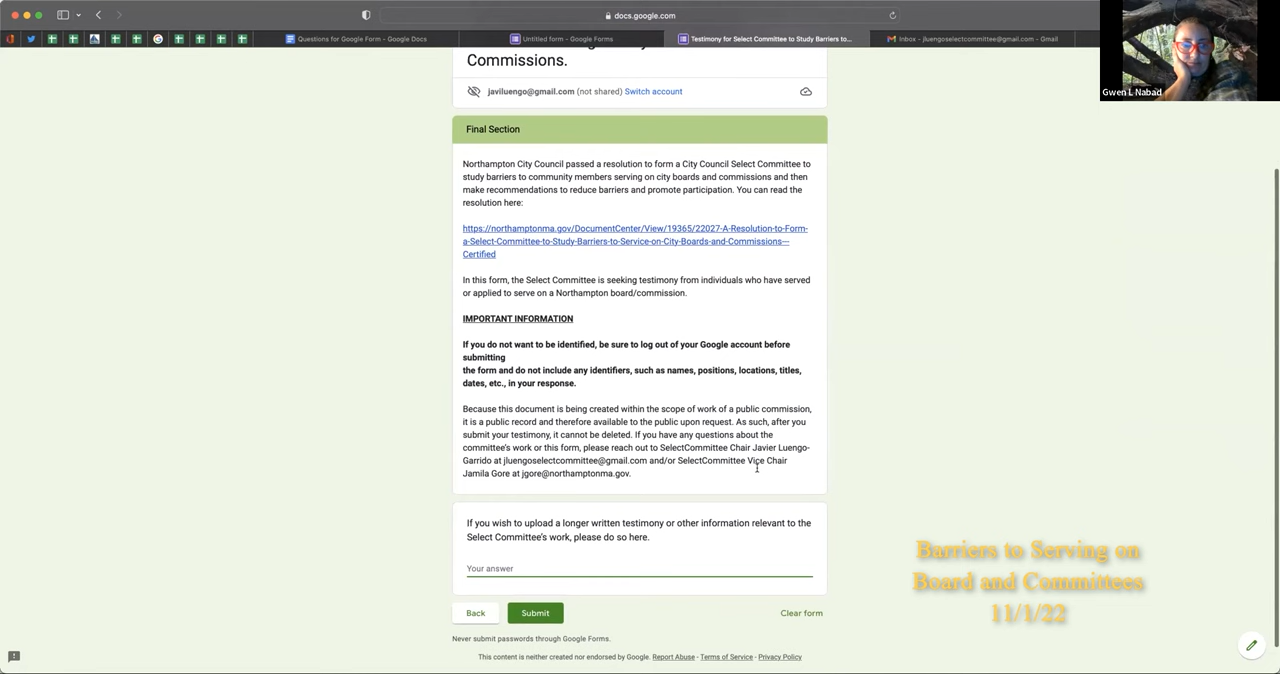 docs.google.com
Questions for Google Form - Google Docs
Untitled form - Google Forms
Testimony for Select Committee to Study Barriers to...
Inbox - jluengoselectcommittee@gmail.com - Gmail
Gwen L Nabad
Commissions.
javiluengo@gmail.com (not shared) Switch account
Final Section
Northampton City Council passed a resolution to form a City Council Select Committee to
study barriers to community members serving on city boards and commissions and then
make recommendations to reduce barriers and promote participation. You can read the
resolution here:
https://northamptonma.gov/DocumentCenter/View/19365/22027-A-Resolution-to-Form-
a-Select-Committee-to-Study-Barriers-to-Service-on-City-Boards-and-Commissions---
Certified
In this form, the Select Committee is seeking testimony from individuals who have served
or applied to serve on a Northampton board/commission.
IMPORTANT INFORMATION
If you do not want to be identified, be sure to log out of your Google account before
submitting
the form and do not include any identifiers, such as names, positions, locations, titles,
dates, etc., in your response.
Because this document is being created within the scope of work of a public commission,
it is a public record and therefore available to the public upon request. As such, after you
submit your testimony, it cannot be deleted. If you have any questions about the
committee's work or this form, please reach out to SelectCommittee Chair Javier Luengo-
Garrido at jluengoselectcommittee@gmail.com and/or SelectCommittee Vice Chair
Jamila Gore at jgore@northamptonma.gov.
If you wish to upload a longer written testimony or other information relevant to the
Select Committee's work, please do so here.
Your answer
Back
Submit
Clear form
Never submit passwords through Google Forms.
This content is neither created nor endorsed by Google. Report Abuse - Terms of Service - Privacy Policy
Barriers to Serving on
Board and Committees
11/1/22